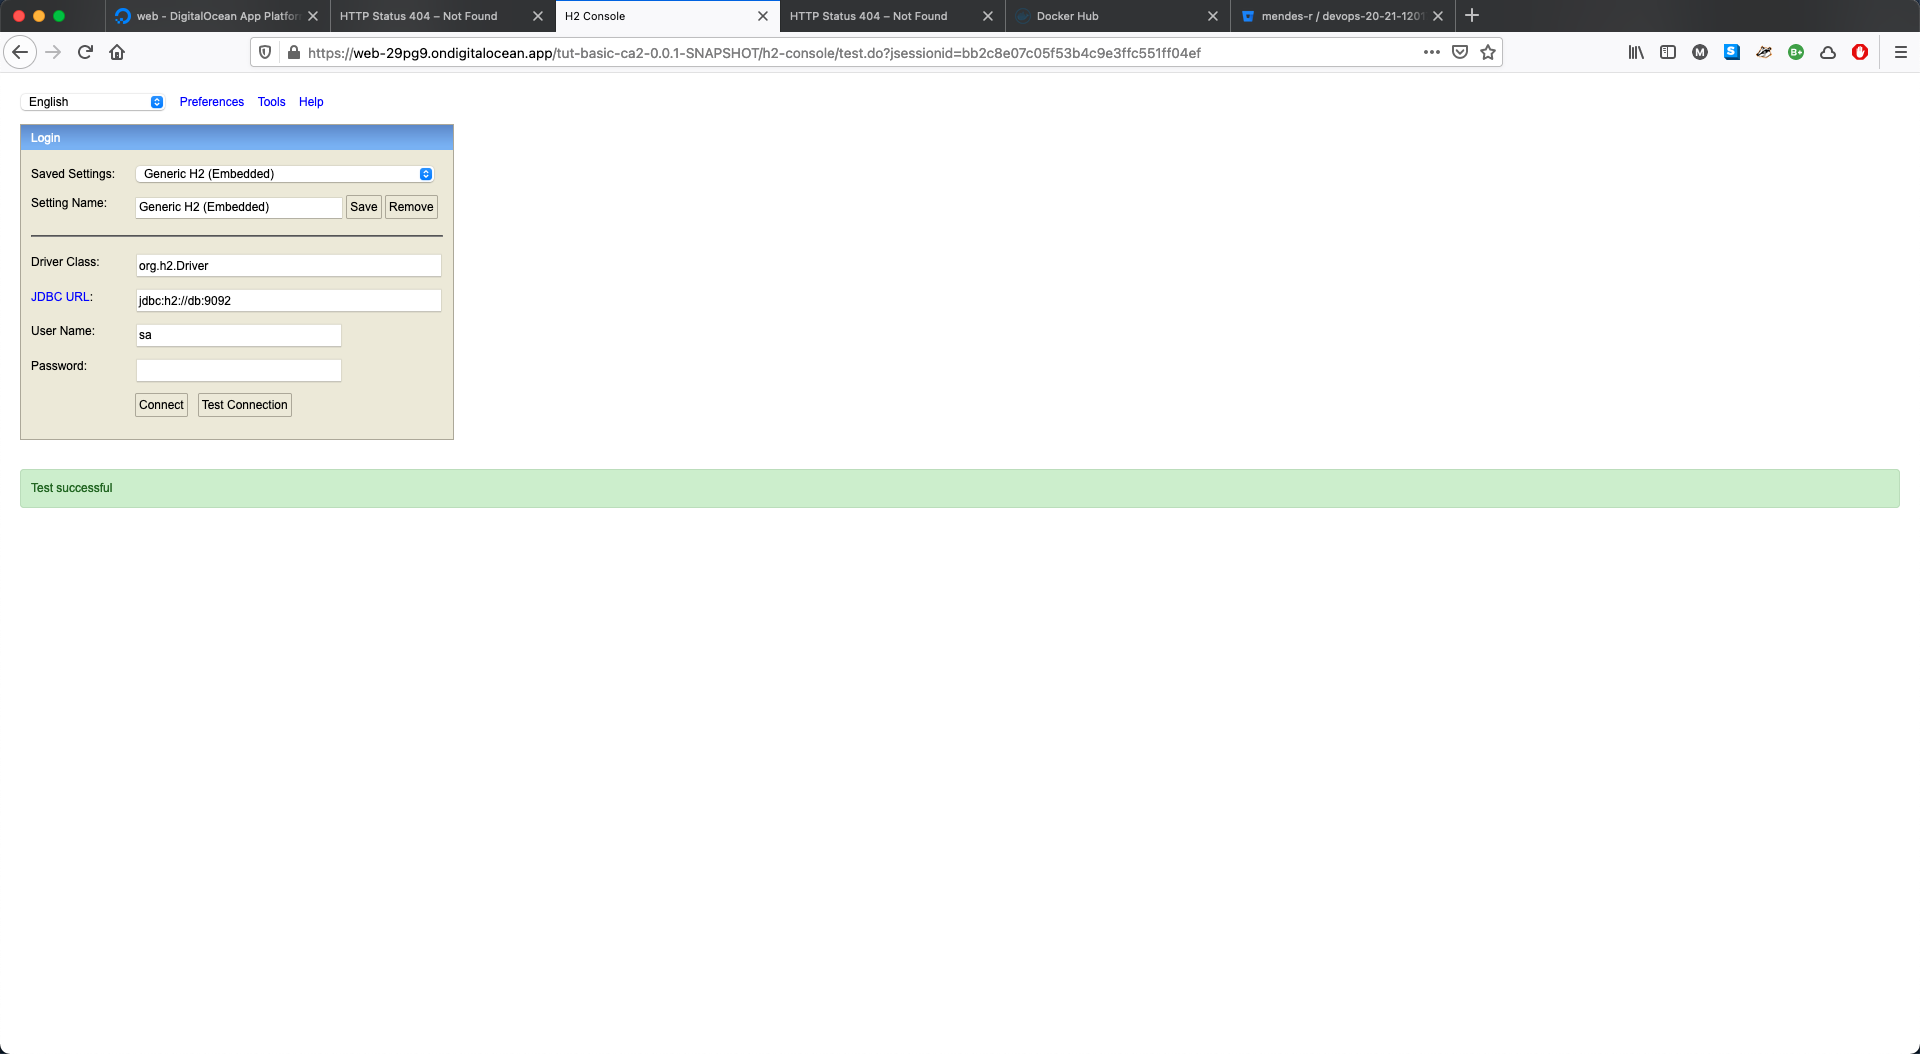 web - DigitalOcean App Platfor
HTTP Status 404 – Not Found
H2 Console
HTTP Status 404 – Not Found
Docker Hub
mendes-r / devops-20-21-1201
https://web-29pg9.ondigitalocean.app/tut-basic-ca2-0.0.1-SNAPSHOT/h2-console/test.do?jsessionid=bb2c8e07c05f53b4c9e3ffc551ff04ef
English Preferences Tools Help
Login
Saved Settings: Generic H2 (Embedded)
Setting Name: Generic H2 (Embedded) Save Remove
Driver Class: org.h2.Driver
JDBC URL: jdbc:h2://db:9092
User Name: sa
Password:
Connect Test Connection
Test successful